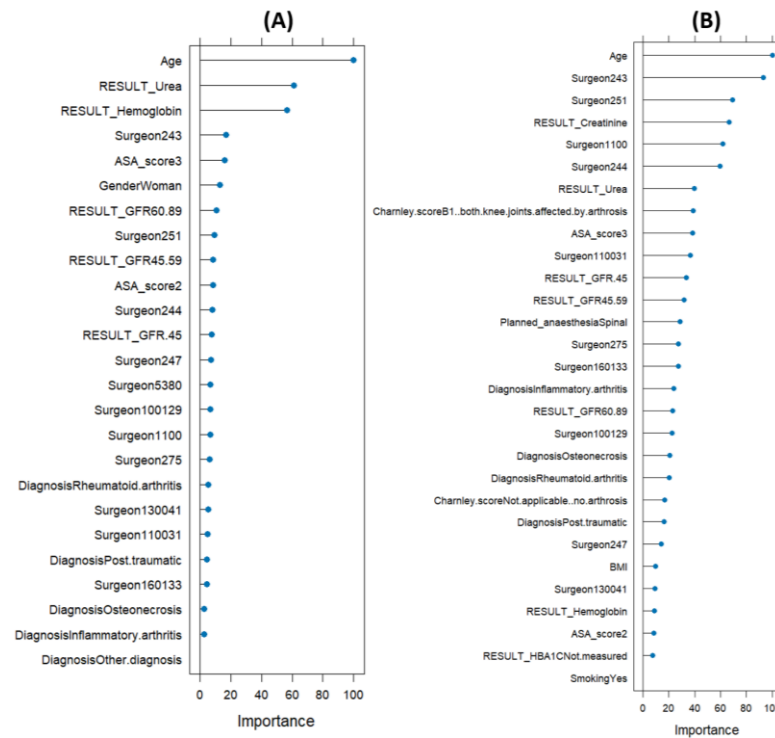 (A)
Age
RESULT_Urea
RESULT_Hemoglobin
Surgeon243
ASA_score3
GenderWoman
RESULT_GFR60.89
Surgeon251
RESULT_GFR45.59
ASA_score2
Surgeon244
RESULT_GFR.45
Surgeon247
Surgeon5380
Surgeon100129
Surgeon1100
Surgeon275
DiagnosisRheumatoid.arthritis
Surgeon130041
Surgeon110031
DiagnosisPost.traumatic
Surgeon160133
DiagnosisOsteonecrosis
DiagnosisInflammatory.arthritis
DiagnosisOther.diagnosis
0 20 40 60 80 100
Importance
(B)
Age
Surgeon243
Surgeon251
RESULT_Creatinine
Surgeon1100
Surgeon244
RESULT_Urea
Charnley.scoreB1..both.knee.joints.affected.by.arthrosis
ASA_score3
Surgeon110031
RESULT_GFR.45
RESULT_GFR45.59
Planned_anaesthesiaSpinal
Surgeon275
Surgeon160133
DiagnosisInflammatory.arthritis
RESULT_GFR60.89
Surgeon100129
DiagnosisOsteonecrosis
DiagnosisRheumatoid.arthritis
Charnley.scoreNot.applicable..no.arthrosis
DiagnosisPost.traumatic
Surgeon247
BMI
Surgeon130041
RESULT_Hemoglobin
ASA_score2
RESULT_HBA1CNot.measured
SmokingYes
0 20 40 60 80
Importance